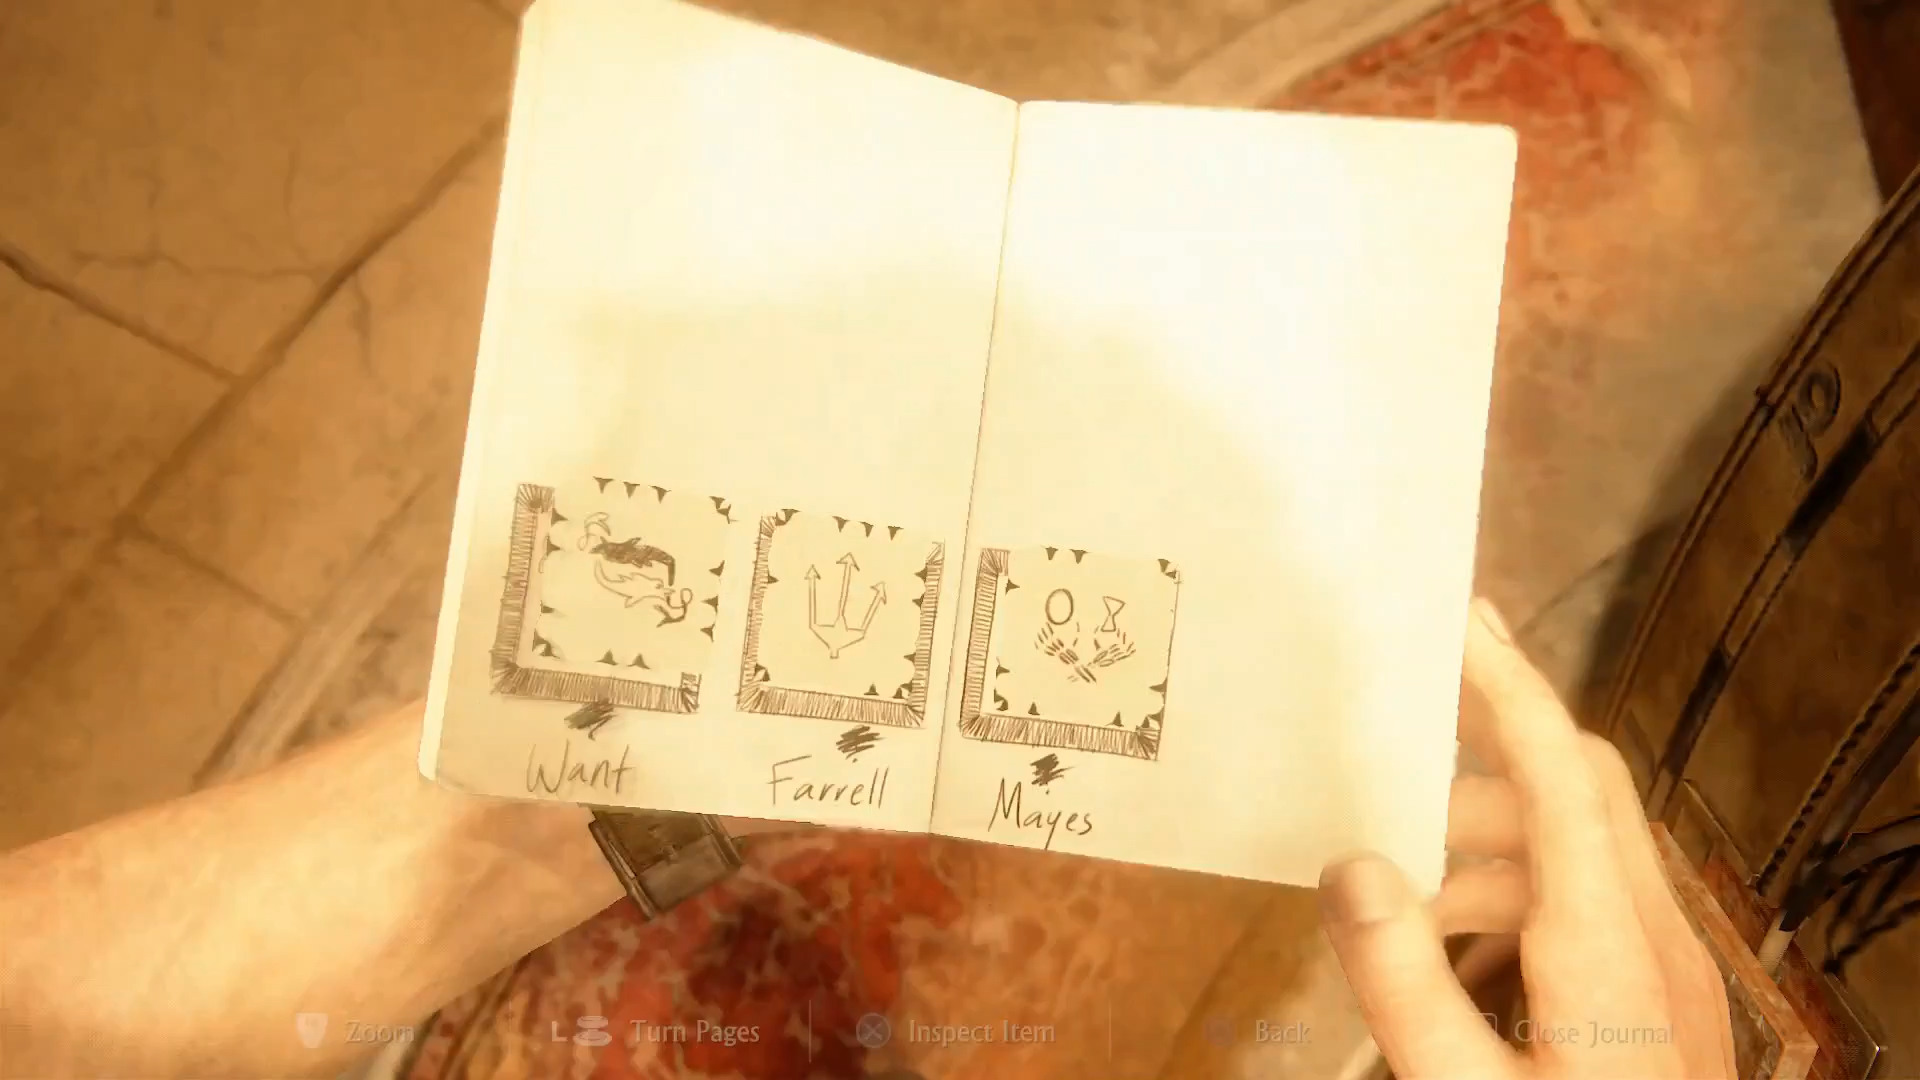 Want
Farrell
Mayes
Zoom
L Turn Pages
Inspect Item
Back
Close Journal